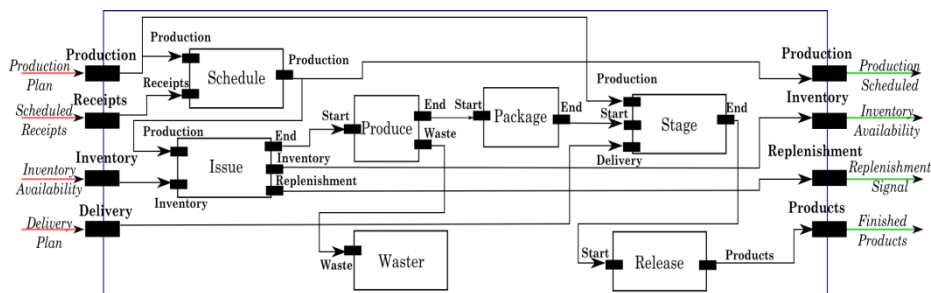 Production
Plan
Scheduled
Receipts
Inventory
Availability
Delivery
Plan
Production
Receipts
Inventory
Delivery
Production
Receipts
Schedule
Production
Production
Inventory
Issue
End
Inventory
Replenishment
Start
Produce
End
Waste
Start
Package
End
Production
Start
Delivery
Stage
End
Waste
Waster
Start
Release
Products
Production
Inventory
Replenishment
Products
Production
Scheduled
Inventory
Availability
Replenishment
Signal
Finished
Products